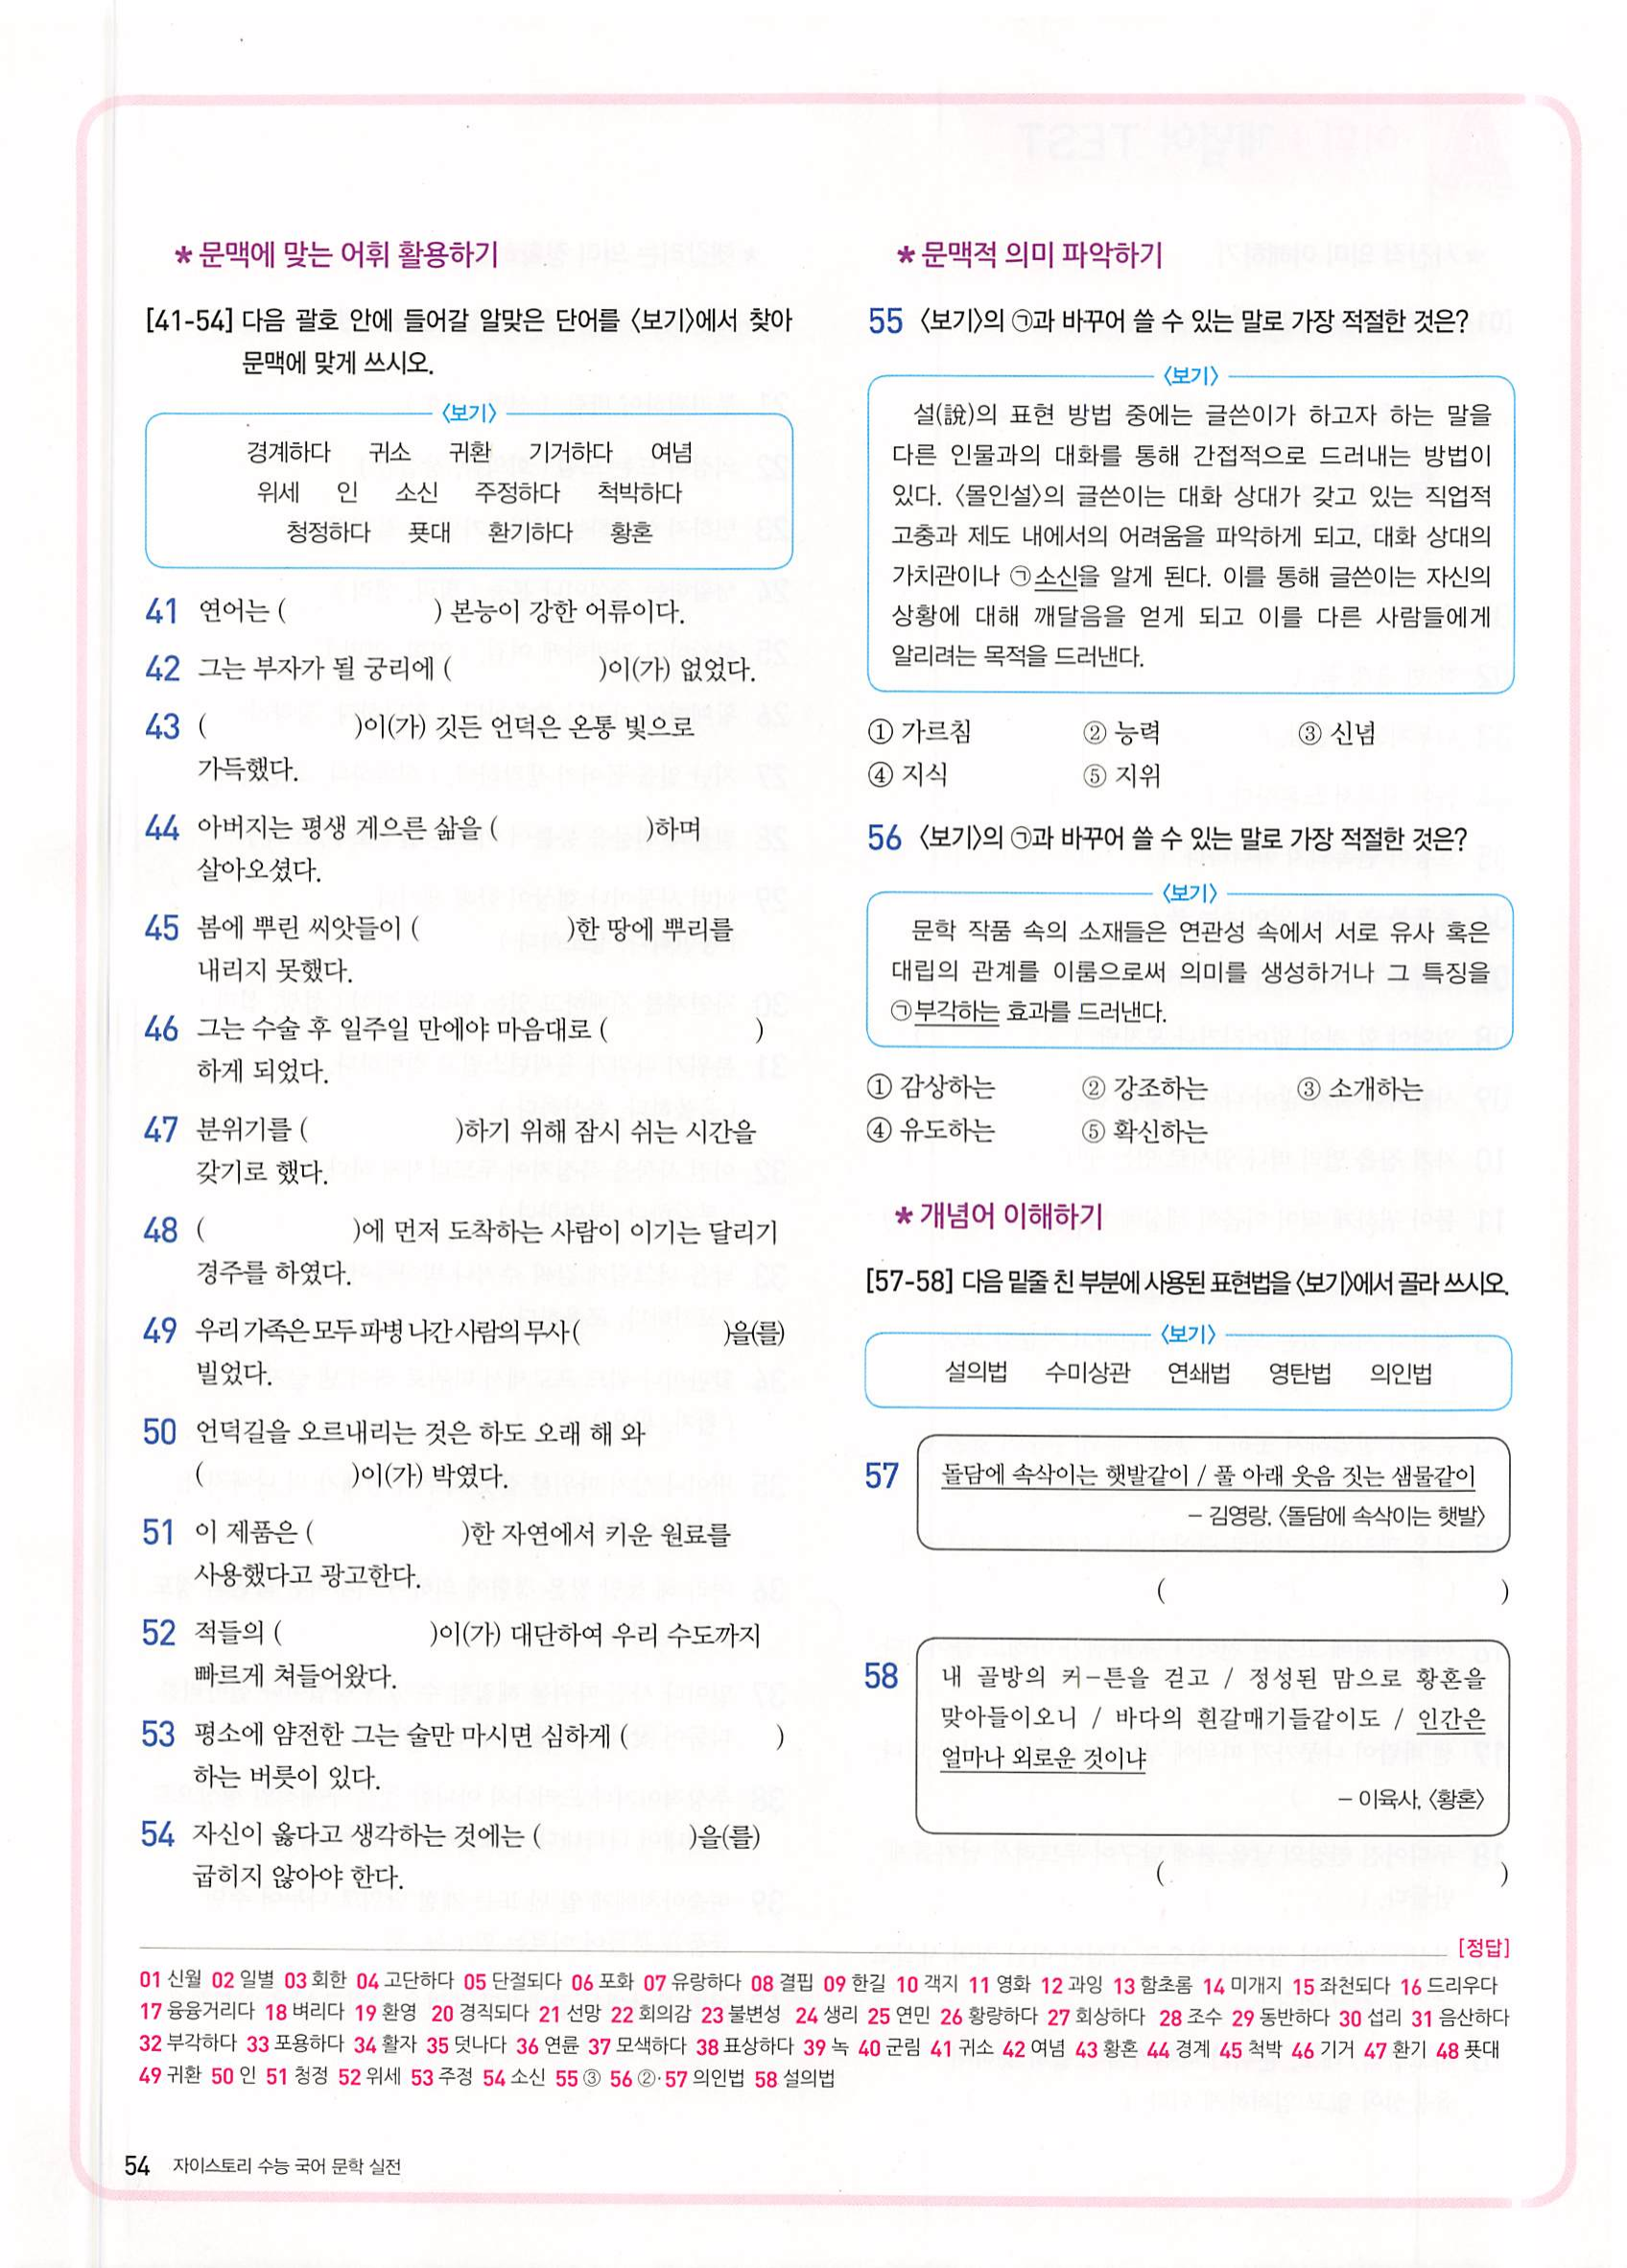 * 문맥에 맞는 어휘 활용하기
[41-54] 다음 괄호 안에 들어갈 알맞은 단어를 〈보기〉에서 찾아
문맥에 맞게 쓰시오.
〈보기〉
경계하다 귀소 귀환 기거하다 여념
위세 인 소신 주정하다 척박하다
청정하다 푯대 환기하다 황혼
41 연어는 ( ) 본능이 강한 어류이다.
42 그는 부자가 될 궁리에 ( )이(가) 없었다.
43 ( )이(가) 깃든 언덕은 온통 빛으로
가득했다.
44 아버지는 평생 게으른 삶을 ( )하며
살아오셨다.
45 봄에 뿌린 씨앗들이 ( )한 땅에 뿌리를
내리지 못했다.
46 그는 수술 후 일주일 만에야 마음대로 ( )
하게 되었다.
47 분위기를 ( )하기 위해 잠시 쉬는 시간을
갖기로 했다.
48 ( )에 먼저 도착하는 사람이 이기는 달리기
경주를 하였다.
49 우리 가족은 모두 파병 나간 사람의 무사 ( )을(를)
빌었다.
50 언덕길을 오르내리는 것은 하도 오래 해 와
( )이(가) 박였다.
51 이 제품은 ( )한 자연에서 키운 원료를
사용했다고 광고한다.
52 적들의 ( )이(가) 대단하여 우리 수도까지
빠르게 쳐들어왔다.
53 평소에 얌전한 그는 술만 마시면 심하게 ( )
하는 버릇이 있다.
54 자신이 옳다고 생각하는 것에는 ( )을(를)
굽히지 않아야 한다.
* 문맥적 의미 파악하기
55 〈보기〉의 ㉠과 바꾸어 쓸 수 있는 말로 가장 적절한 것은?
〈보기〉
설(說)의 표현 방법 중에는 글쓴이가 하고자 하는 말을
다른 인물과의 대화를 통해 간접적으로 드러내는 방법이
있다. 〈몰인설〉의 글쓴이는 대화 상대가 갖고 있는 직업적
고충과 제도 내에서의 어려움을 파악하게 되고, 대화 상대의
가치관이나 ㉠소신을 알게 된다. 이를 통해 글쓴이는 자신의
상황에 대해 깨달음을 얻게 되고 이를 다른 사람들에게
알리려는 목적을 드러낸다.
① 가르침 ② 능력 ③ 신념
④ 지식 ⑤ 지위
56 〈보기〉의 ㉠과 바꾸어 쓸 수 있는 말로 가장 적절한 것은?
〈보기〉
문학 작품 속의 소재들은 연관성 속에서 서로 유사 혹은
대립의 관계를 이룸으로써 의미를 생성하거나 그 특징을
㉠부각하는 효과를 드러낸다.
① 감상하는 ② 강조하는 ③ 소개하는
④ 유도하는 ⑤ 확신하는
* 개념어 이해하기
[57-58] 다음 밑줄 친 부분에 사용된 표현법을 〈보기〉에서 골라 쓰시오.
〈보기〉
설의법 수미상관 연쇄법 영탄법 의인법
57 돌담에 속삭이는 햇발같이 / 풀 아래 웃음 짓는 샘물같이
– 김영랑, 〈돌담에 속삭이는 햇발〉
( )
58 내 골방의 커-튼을 걷고 / 정성된 맘으로 황혼을
맞아들이오니 / 바다의 흰갈매기들같이도 / 인간은
얼마나 외로운 것이냐
– 이육사, 〈황혼〉
( )
[정답]
01 신월 02 일별 03 회한 04 고단하다 05 단절되다 06 포화 07 유랑하다 08 결핍 09 한길 10 객지 11 영화 12 과잉 13 함초롬 14 미개지 15 좌천되다 16 드리우다
17 융융거리다 18 벼리다 19 환영 20 경직되다 21 선망 22 회의감 23 불변성 24 생리 25 연민 26 황량하다 27 회상하다 28 조수 29 동반하다 30 섭리 31 음산하다
32 부각하다 33 포용하다 34 활자 35 덧나다 36 연륜 37 모색하다 38 표상하다 39 녹 40 군림 41 귀소 42 여념 43 황혼 44 경계 45 척박 46 기거 47 환기 48 푯대
49 귀환 50 인 51 청정 52 위세 53 주정 54 소신 55 ③ 56 ② 57 의인법 58 설의법
54 자이스토리 수능 국어 문학 실전